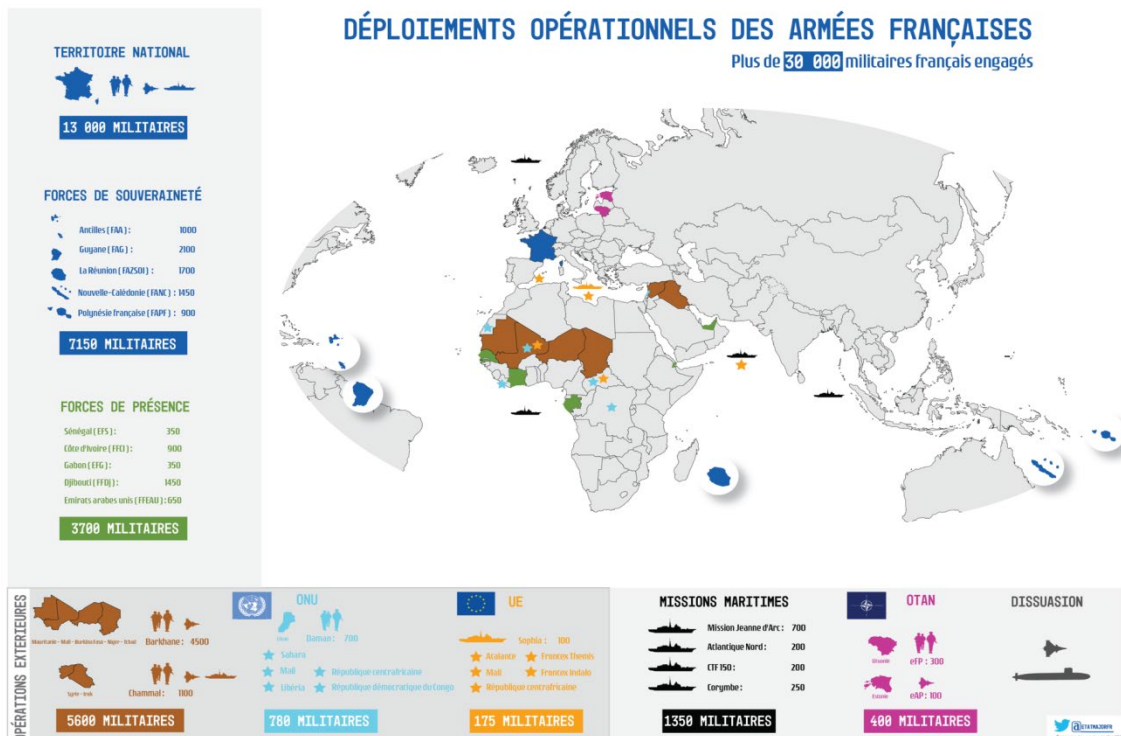 DÉPLOIEMENTS OPÉRATIONNELS DES ARMÉES FRANÇAISES
Plus de 30 000 militaires français engagés
TERRITOIRE NATIONAL
13 000 MILITAIRES
FORCES DE SOUVERAINETÉ
Antilles ( FAA ) : 1000
Guyane ( FAG ) : 2100
La Réunion ( FAZSOI ) : 1700
Nouvelle-Calédonie ( FANC ) : 1450
Polynésie française ( FAPF ) : 900
7150 MILITAIRES
FORCES DE PRÉSENCE
Sénégal ( EFS ) : 350
Côte d'Ivoire ( FFCI ) : 900
Gabon ( EFG ) : 350
Djibouti ( FFDJ ) : 1450
Emirats arabes unis ( FFEAU ) : 650
3700 MILITAIRES
OPÉRATIONS EXTERIEURES
Mauritanie - Mali - Burkina Faso - Niger - Tchad
Barkhane : 4500
Syrie - Irak
Chammal : 1100
5600 MILITAIRES
ONU
Liban
Daman : 700
Sahara
Mali
République centrafricaine
Libéria
République démocratique du Congo
780 MILITAIRES
UE
Sophia : 100
Atalante
Frontex Themis
Mali
Frontex Indalo
République centrafricaine
175 MILITAIRES
MISSIONS MARITIMES
Mission Jeanne d'Arc : 700
Atlantique Nord : 200
CTF 150 : 200
Corymbe : 250
1350 MILITAIRES
OTAN
Lituanie
eFP : 300
Estonie
eAP : 100
400 MILITAIRES
DISSUASION
@ETATMAJORFR